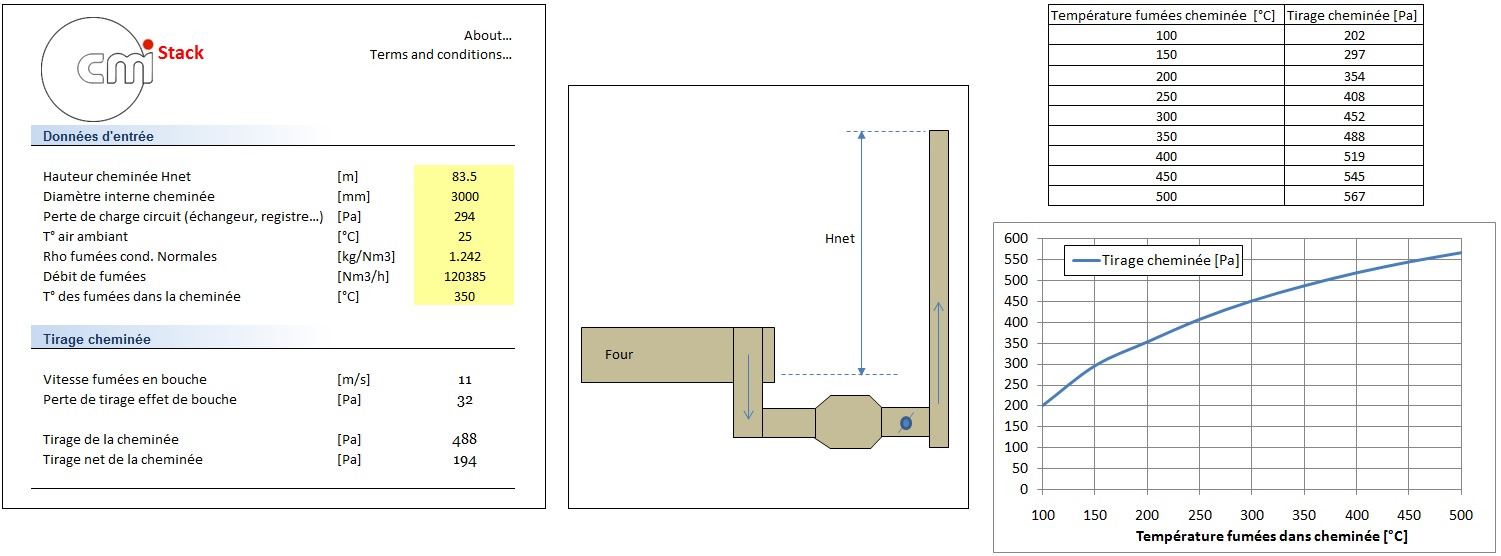 cmi Stack
About...
Terms and conditions...
Données d'entrée
Hauteur cheminée Hnet [m] 83.5
Diamètre interne cheminée [mm] 3000
Perte de charge circuit (échangeur, registre...) [Pa] 294
T° air ambiant [°C] 25
Rho fumées cond. Normales [kg/Nm3] 1.242
Débit de fumées [Nm3/h] 120385
T° des fumées dans la cheminée [°C] 350
Tirage cheminée
Vitesse fumées en bouche [m/s] 11
Perte de tirage effet de bouche [Pa] 32
Tirage de la cheminée [Pa] 488
Tirage net de la cheminée [Pa] 194
Hnet
Four
Température fumées cheminée [°C] Tirage cheminée [Pa]
100 202
150 297
200 354
250 408
300 452
350 488
400 519
450 545
500 567
Tirage cheminée [Pa]
600
550
500
450
400
350
300
250
200
150
100
50
0
100 150 200 250 300 350 400 450 500
Température fumées dans cheminée [°C]